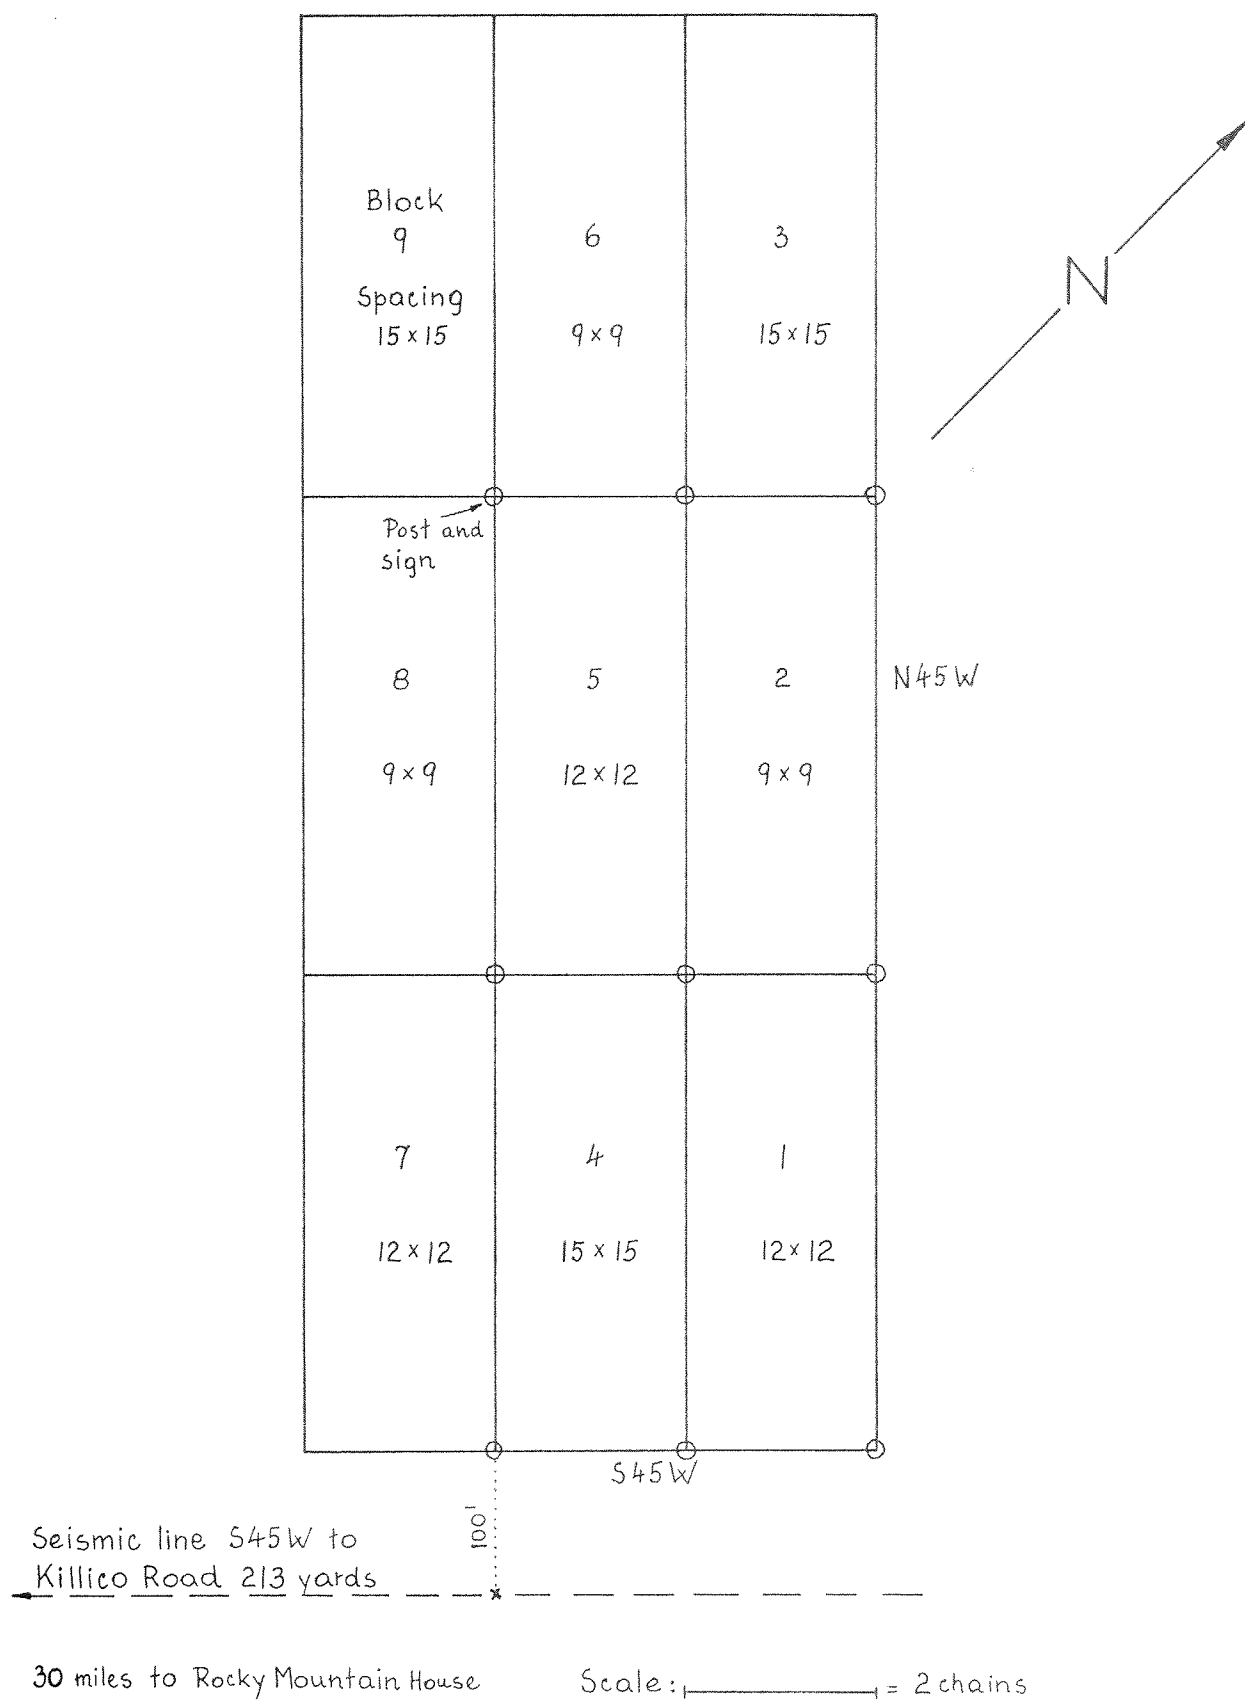 Block
9
6
3
Spacing
15 x 15
9 x 9
15 x 15
N
Post and
sign
8
5
2
N45W
9 x 9
12 x 12
9 x 9
7
4
1
12 x 12
15 x 15
12 x 12
S45W
100'
Seismic line S45W to
Killico Road 213 yards
30 miles to Rocky Mountain House
Scale: = 2 chains